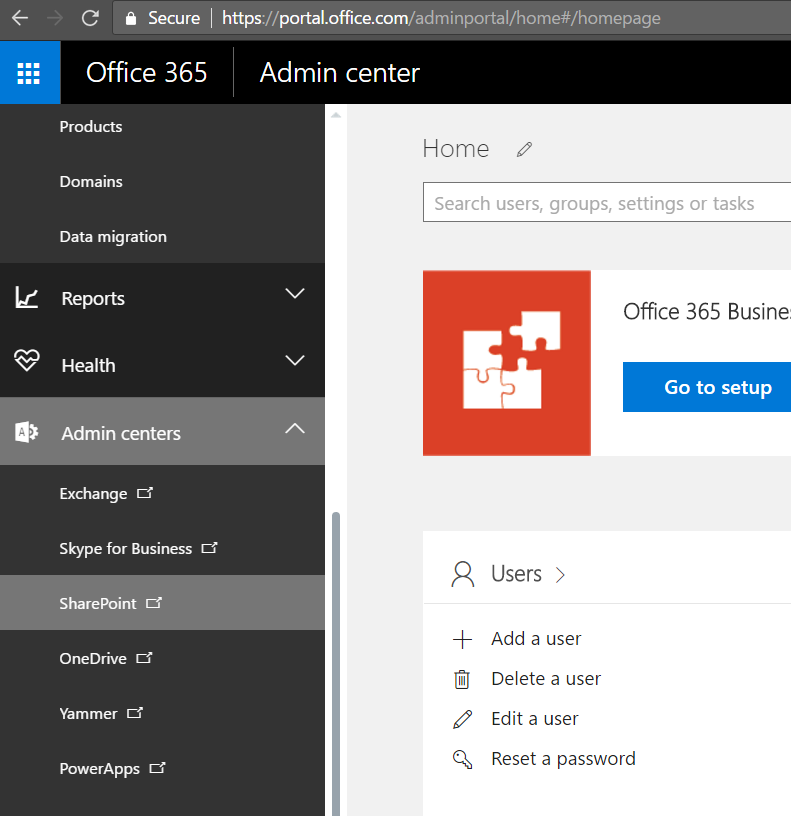 Secure | https://portal.office.com/adminportal/home#/homepage
Office 365 Admin center
Products
Domains
Data migration
Reports
Health
Admin centers
Exchange
Skype for Business
SharePoint
OneDrive
Yammer
PowerApps
Home
Search users, groups, settings or tasks
Office 365 Busine
Go to setup
Users
Add a user
Delete a user
Edit a user
Reset a password